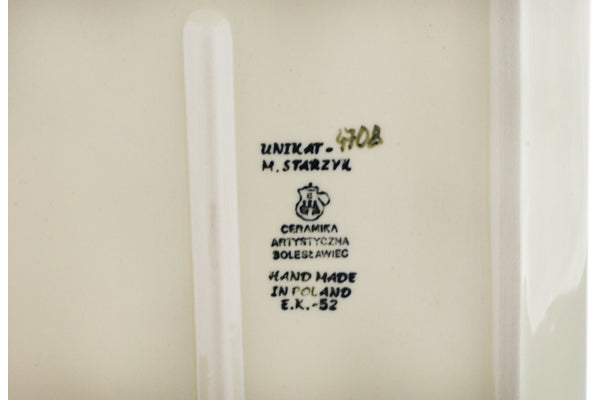 UNIKAT - 4708
M. STARZYK
CERAMIKA
ARTYSTYCZNA
BOLESŁAWIEC
HAND MADE
IN POLAND
E.K.-52